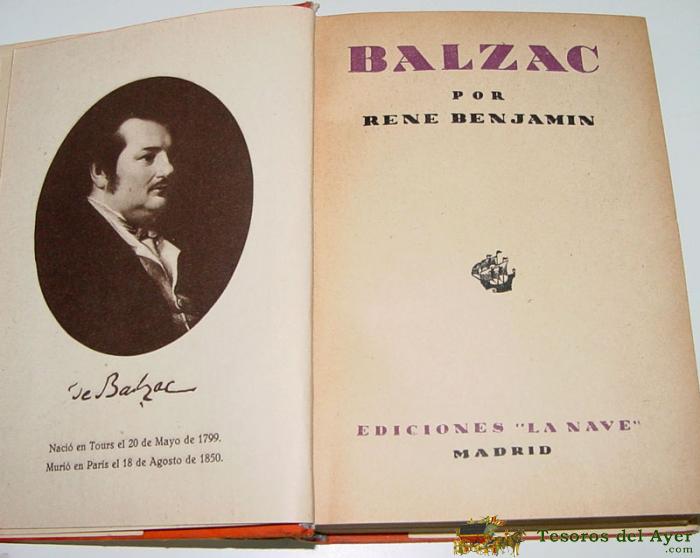 de Balzac
Nació en Tours el 20 de Mayo de 1799.
Murió en París el 18 de Agosto de 1850.
BALZAC
POR
RENE BENJAMIN
EDICIONES "LA NAVE"
MADRID
Tesoros del Ayer
.com